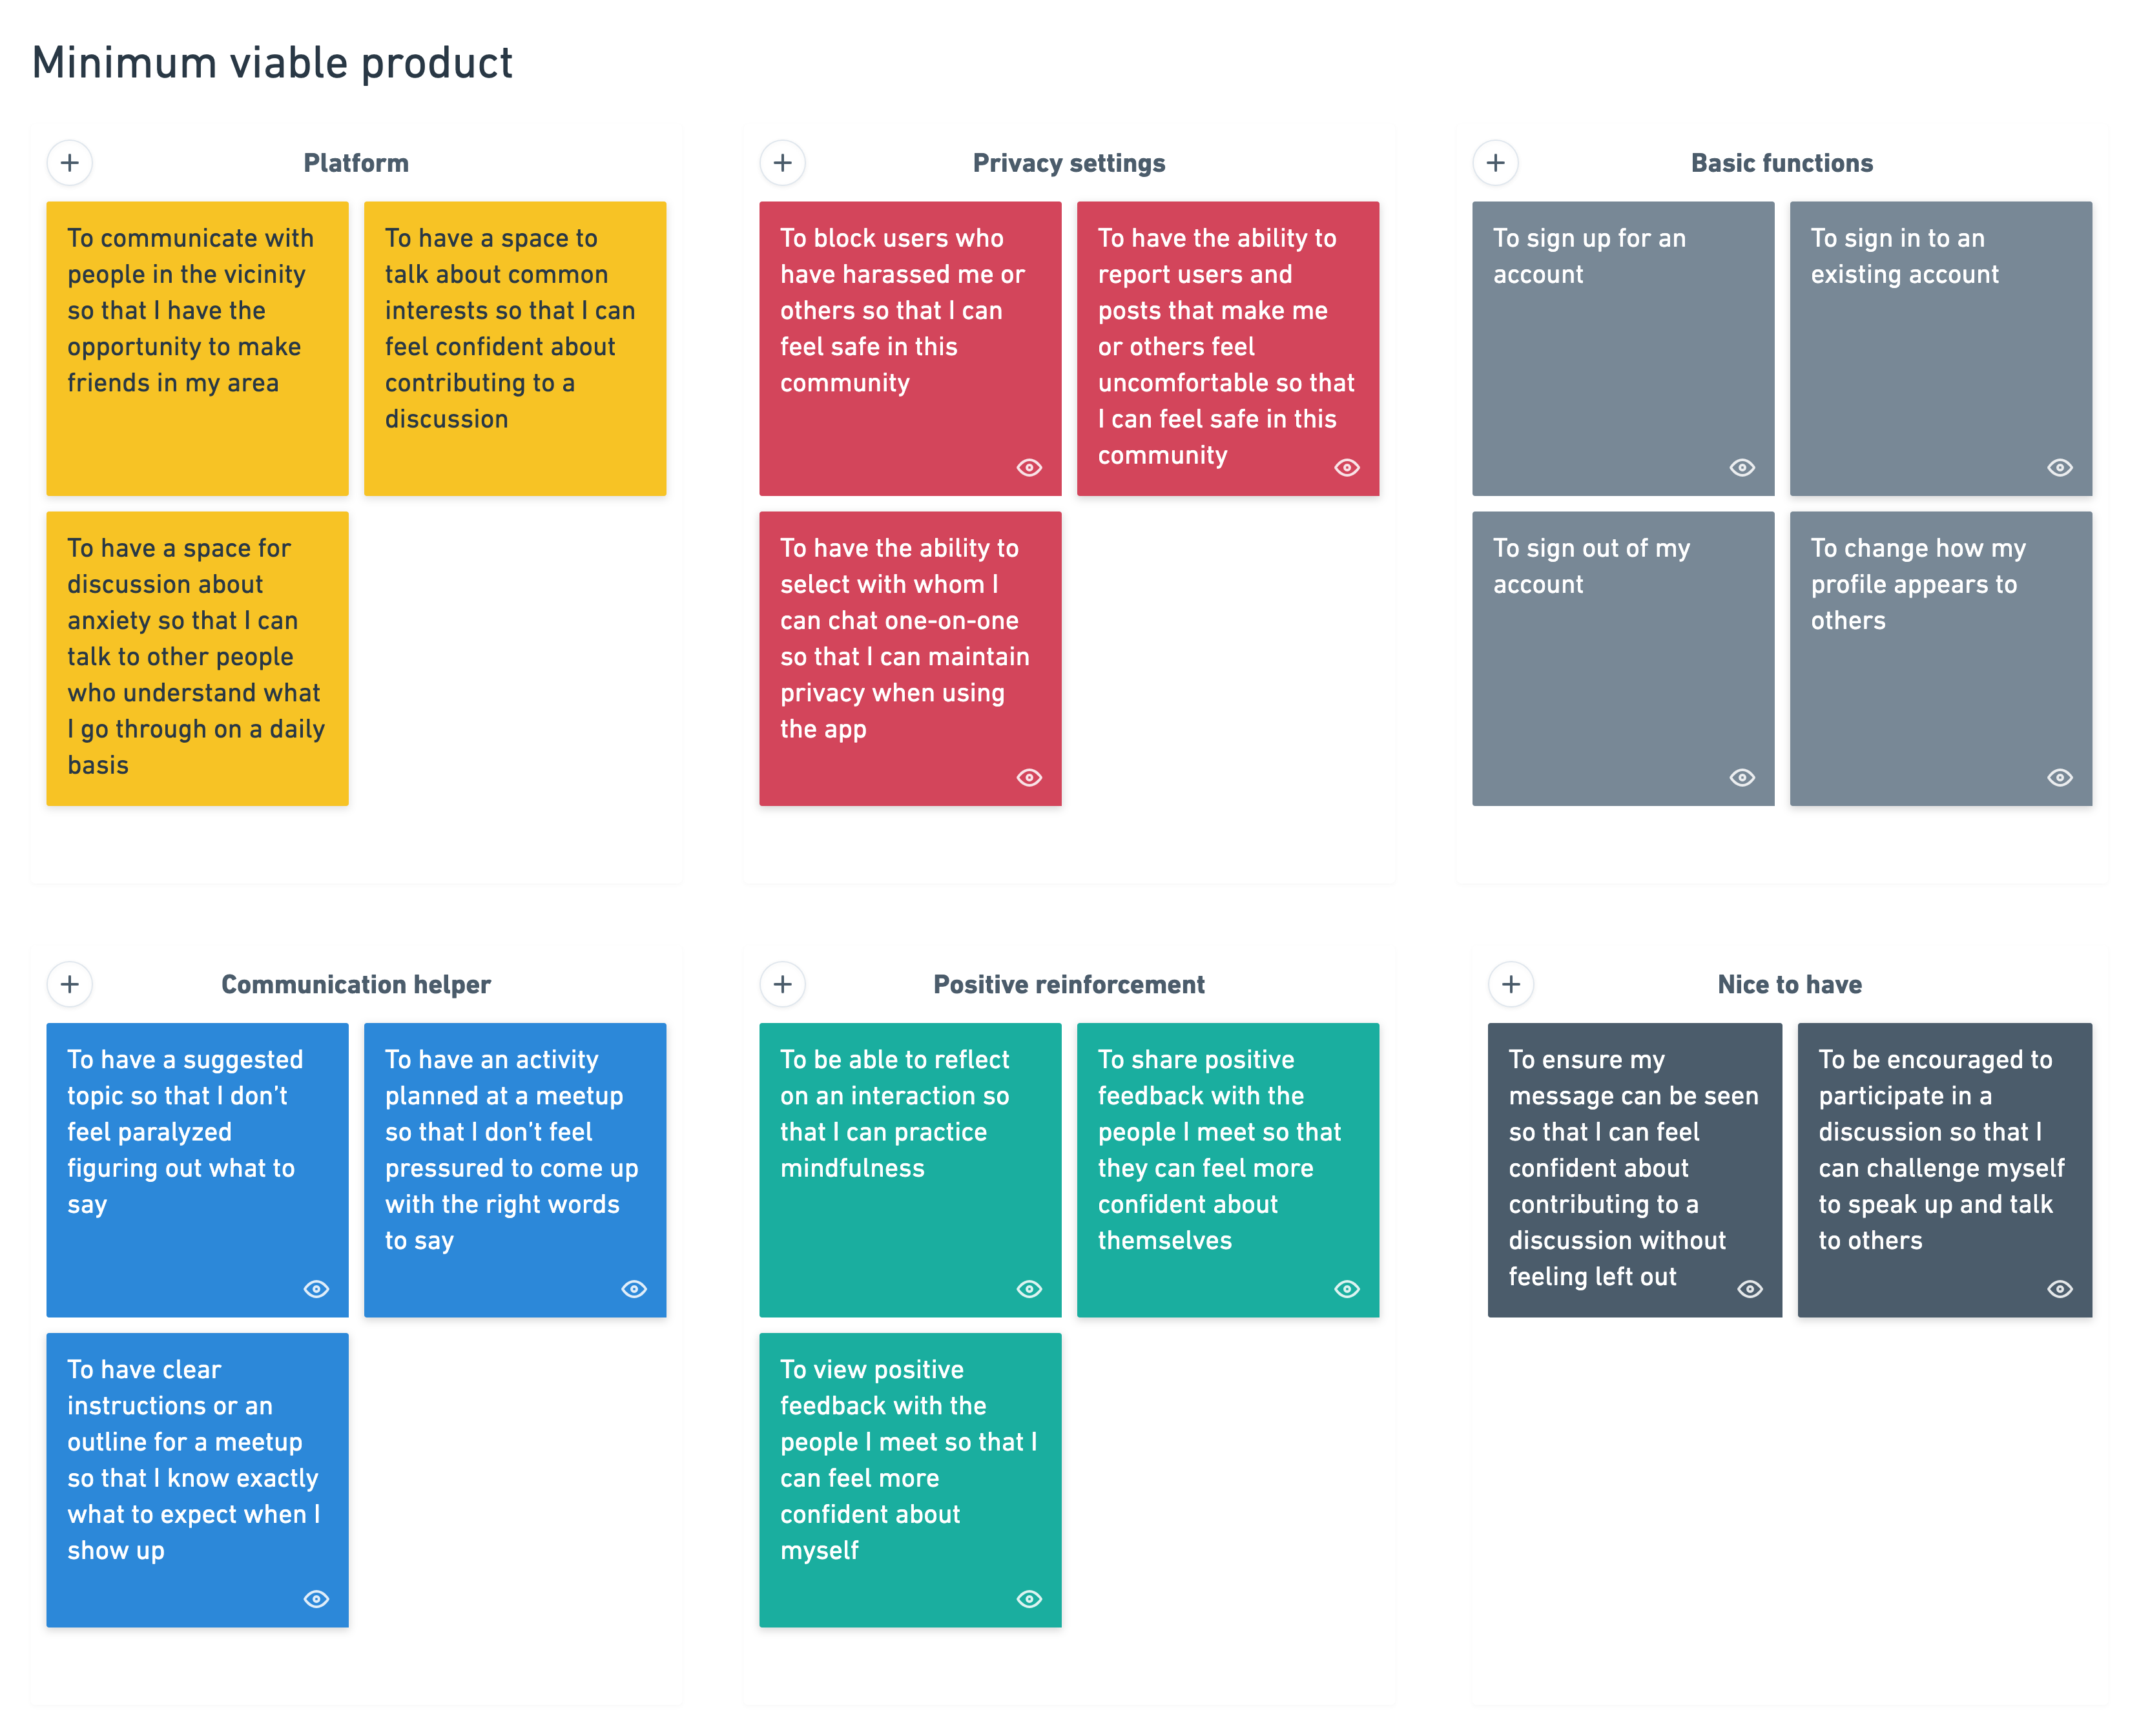 Minimum viable product
Platform
To communicate with
people in the vicinity
so that I have the
opportunity to make
friends in my area
To have a space to
talk about common
interests so that I can
feel confident about
contributing to a
discussion
To have a space for
discussion about
anxiety so that I can
talk to other people
who understand what
I go through on a daily
basis
Privacy settings
To block users who
have harassed me or
others so that I can
feel safe in this
community
To have the ability to
report users and
posts that make me
or others feel
uncomfortable so that
I can feel safe in this
community
To have the ability to
select with whom I
can chat one-on-one
so that I can maintain
privacy when using
the app
Basic functions
To sign up for an
account
To sign in to an
existing account
To sign out of my
account
To change how my
profile appears to
others
Communication helper
To have a suggested
topic so that I don't
feel paralyzed
figuring out what to
say
To have an activity
planned at a meetup
so that I don't feel
pressured to come up
with the right words
to say
To have clear
instructions or an
outline for a meetup
so that I know exactly
what to expect when I
show up
Positive reinforcement
To be able to reflect
on an interaction so
that I can practice
mindfulness
To share positive
feedback with the
people I meet so that
they can feel more
confident about
themselves
To view positive
feedback with the
people I meet so that I
can feel more
confident about
myself
Nice to have
To ensure my
message can be seen
so that I can feel
confident about
contributing to a
discussion without
feeling left out
To be encouraged to
participate in a
discussion so that I
can challenge myself
to speak up and talk
to others